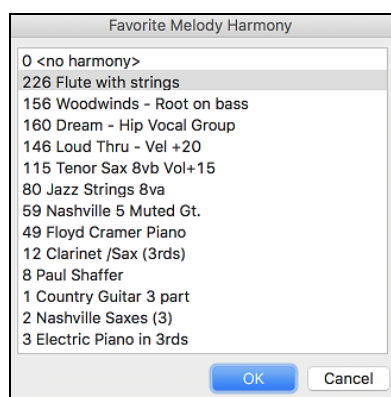 Favorite Melody Harmony
0 <no harmony>
226 Flute with strings
156 Woodwinds - Root on bass
160 Dream - Hip Vocal Group
146 Loud Thru - Vel +20
115 Tenor Sax 8vb Vol+15
80 Jazz Strings 8va
59 Nashville 5 Muted Gt.
49 Floyd Cramer Piano
12 Clarinet /Sax (3rds)
8 Paul Shaffer
1 Country Guitar 3 part
2 Nashville Saxes (3)
3 Electric Piano in 3rds
OK Cancel